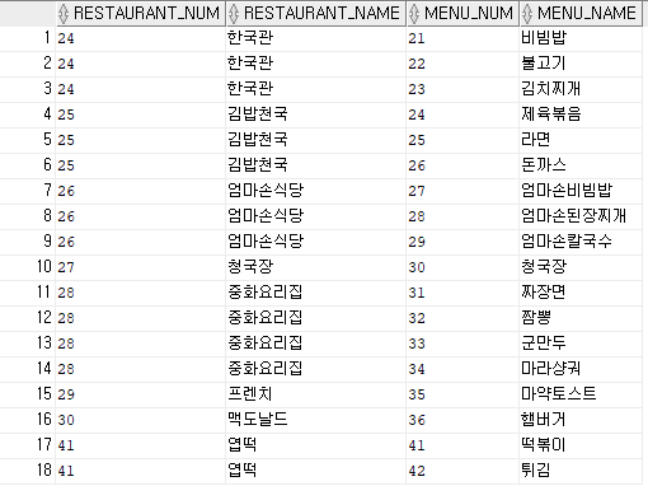 RESTAURANT_NUM RESTAURANT_NAME MENU_NUM MENU_NAME
1 24 한국관 21 비빔밥
2 24 한국관 22 불고기
3 24 한국관 23 김치찌개
4 25 김밥천국 24 제육볶음
5 25 김밥천국 25 라면
6 25 김밥천국 26 돈까스
7 26 엄마손식당 27 엄마손비빔밥
8 26 엄마손식당 28 엄마손된장찌개
9 26 엄마손식당 29 엄마손칼국수
10 27 청국장 30 청국장
11 28 중화요리집 31 짜장면
12 28 중화요리집 32 짬뽕
13 28 중화요리집 33 군만두
14 28 중화요리집 34 마라샹궈
15 29 프렌치 35 마약토스트
16 30 맥도날드 36 햄버거
17 41 엽떡 41 떡볶이
18 41 엽떡 42 튀김